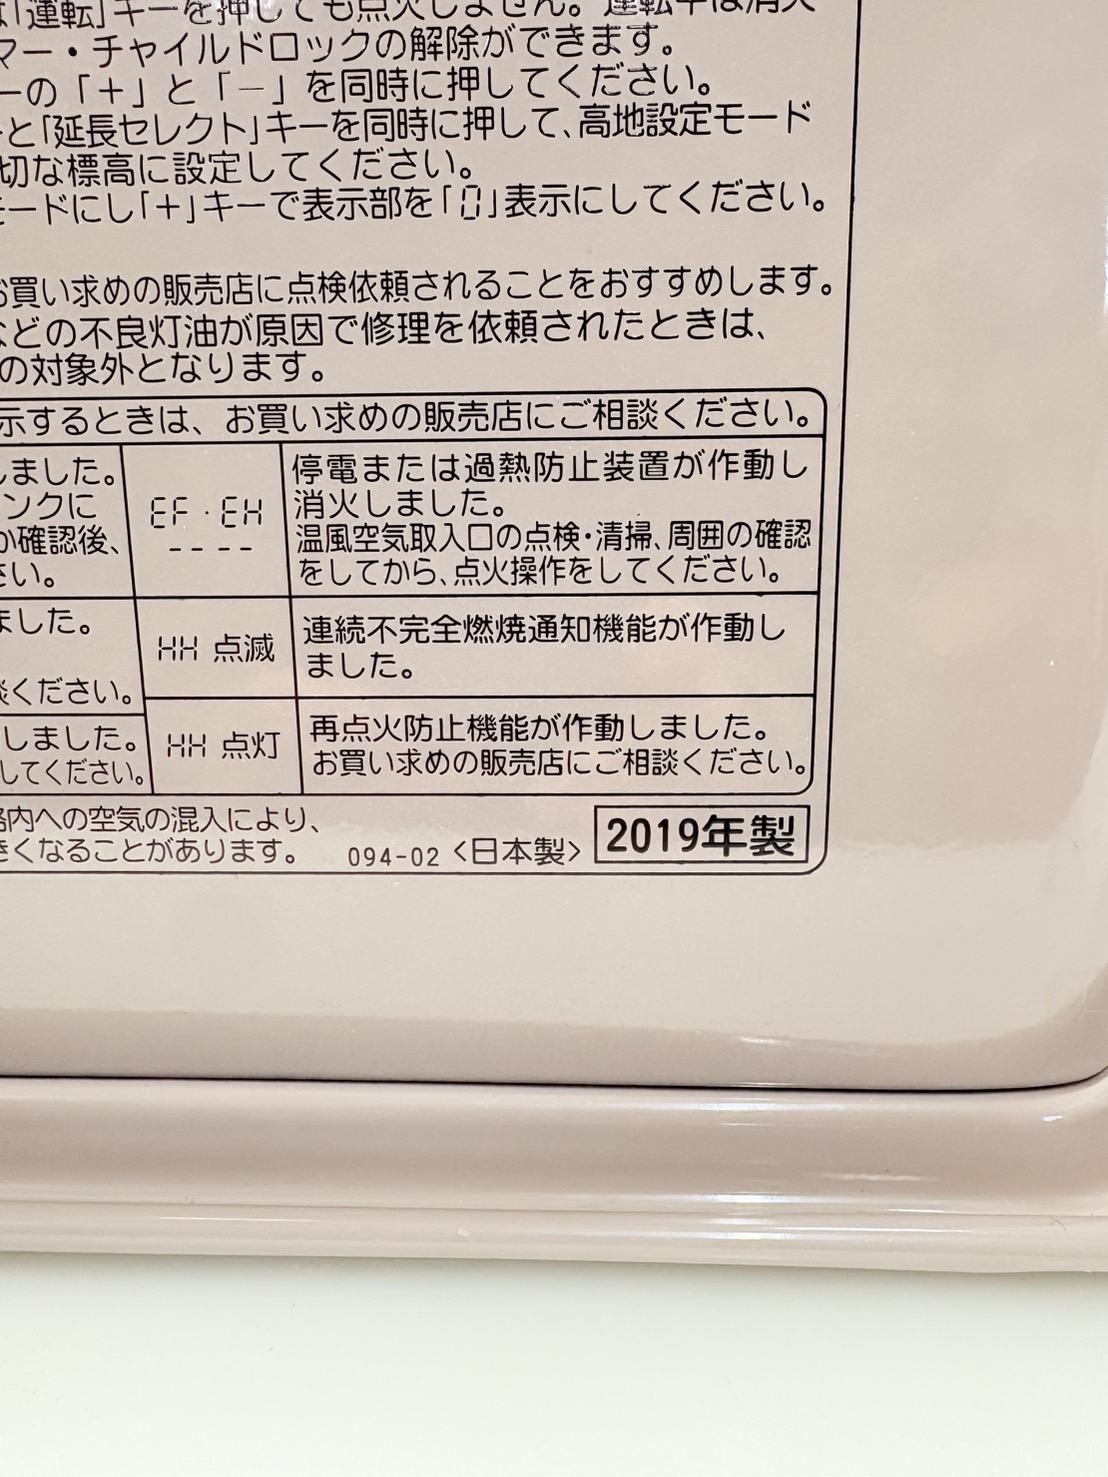 「運転」キーを押しても点火しません。運転中は消火
マー・チャイルドロックの解除ができます。
ーの「＋」と「－」を同時に押してください。
と「延長セレクト」キーを同時に押して、高地設定モード
切な標高に設定してください。
モードにし「＋」キーで表示部を「0」表示にしてください。
お買い求めの販売店に点検依頼されることをおすすめします。
などの不良灯油が原因で修理を依頼されたときは、
の対象外となります。
示するときは、お買い求めの販売店にご相談ください。
しました。
ンクに
か確認後、
さい。
EF・EH
----
停電または過熱防止装置が作動し
消火しました。
温風空気取入口の点検・清掃、周囲の確認
をしてから、点火操作をしてください。
ました。
談ください。
HH 点滅
連続不完全燃焼通知機能が作動し
ました。
しました。
してください。
HH 点灯
再点火防止機能が作動しました。
お買い求めの販売店にご相談ください。
路内への空気の混入により、
きくなることがあります。
094-02 <日本製> 2019年製